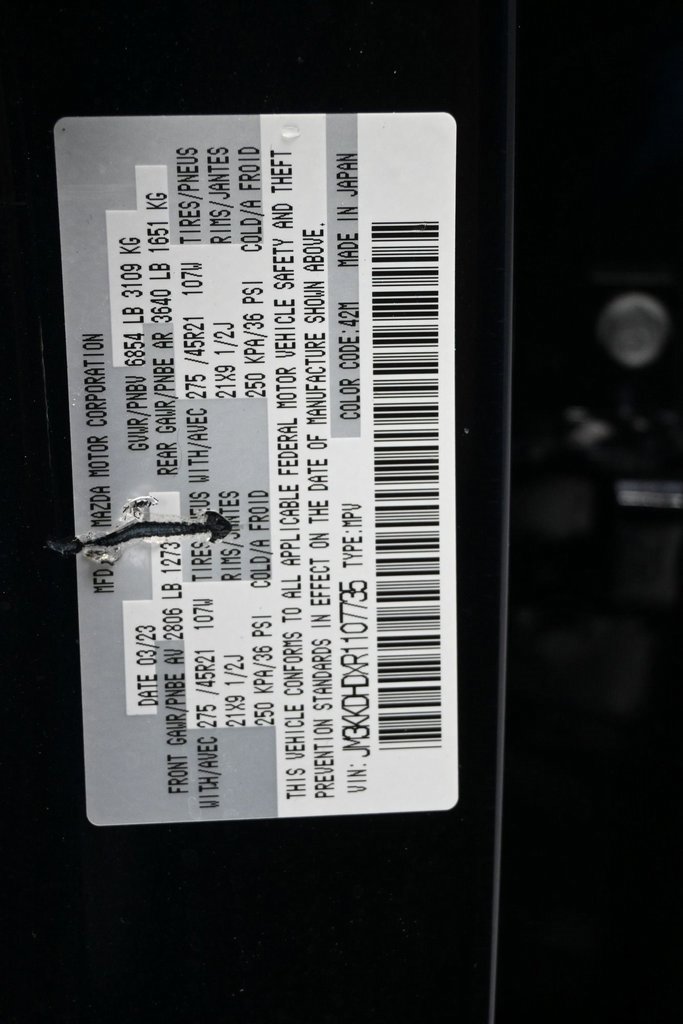 MFD. MAZDA MOTOR CORPORATION
DATE 03/23 GVWR/PNBV 6854 LB 3109 KG
FRONT GAWR/PNBE AV 2806 LB 1273 REAR GAWR/PNBE AR 3640 LB 1651 KG
WITH/AVEC 275 /45R21 107W TIRES WITH/AVEC 275 /45R21 107W TIRES/PNEUS
21X9 1/2J RIMS/JANTES 21X9 1/2J RIMS/JANTES
250 KPA/36 PSI COLD/A FROID 250 KPA/36 PSI COLD/A FROID
THIS VEHICLE CONFORMS TO ALL APPLICABLE FEDERAL MOTOR VEHICLE SAFETY AND THEFT
PREVENTION STANDARDS IN EFFECT ON THE DATE OF MANUFACTURE SHOWN ABOVE.
VIN: JM3KKDHDXR1107735 TYPE:MPV COLOR CODE:42M MADE IN JAPAN